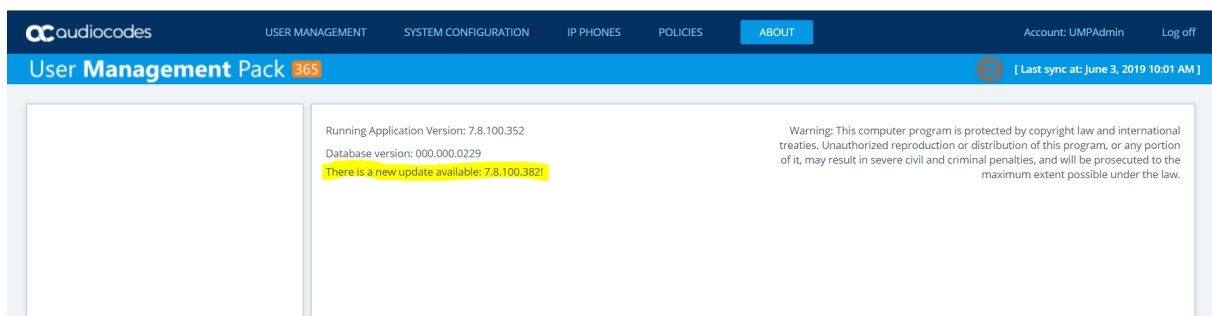 audiocodes USER MANAGEMENT SYSTEM CONFIGURATION IP PHONES POLICIES ABOUT Account: UMPAdmin Log off
User Management Pack 365 [ Last sync at: June 3, 2019 10:01 AM ]
Running Application Version: 7.8.100.352
Database version: 000.000.0229
There is a new update available: 7.8.100.382!
Warning: This computer program is protected by copyright law and international
treaties. Unauthorized reproduction or distribution of this program, or any portion
of it, may result in severe civil and criminal penalties, and will be prosecuted to the
maximum extent possible under the law.